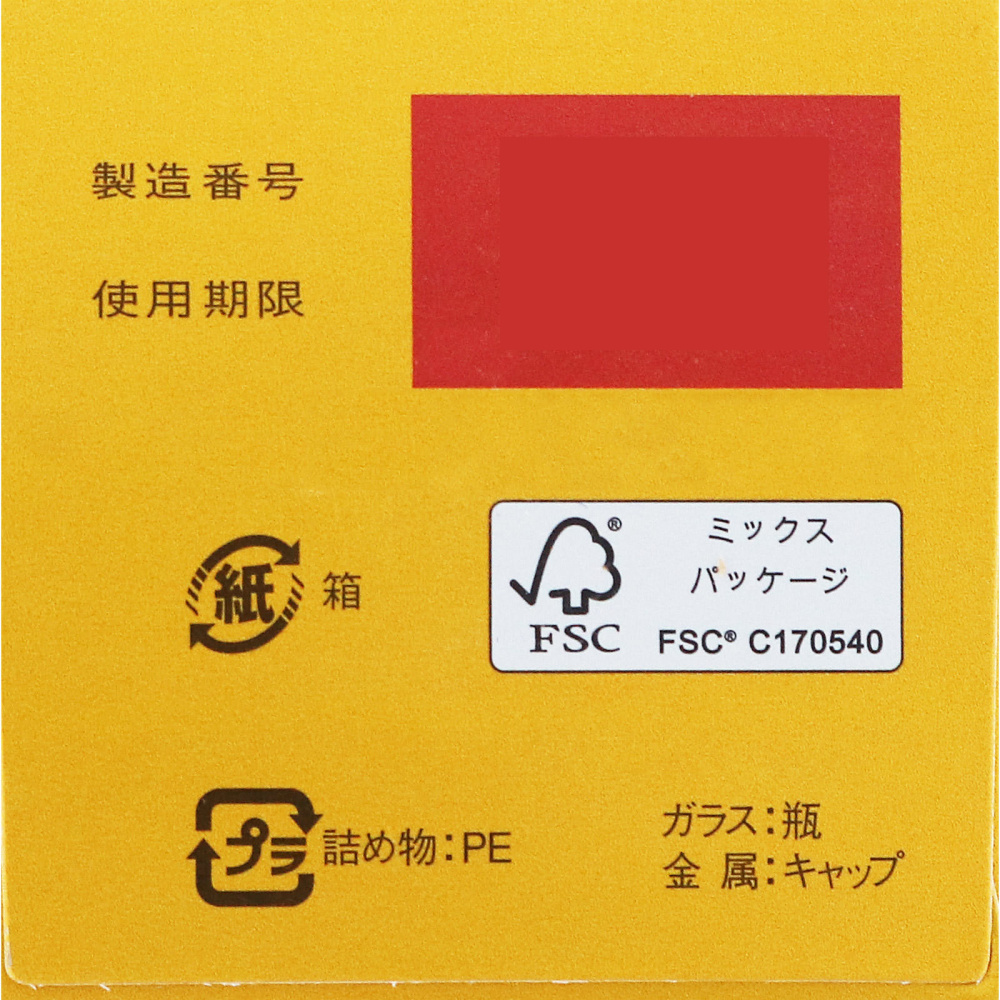 製造番号
使用期限
紙 箱
FSC®
ミックス
パッケージ
FSC® C170540
プラ 詰め物:PE
ガラス:瓶
金属:キャップ